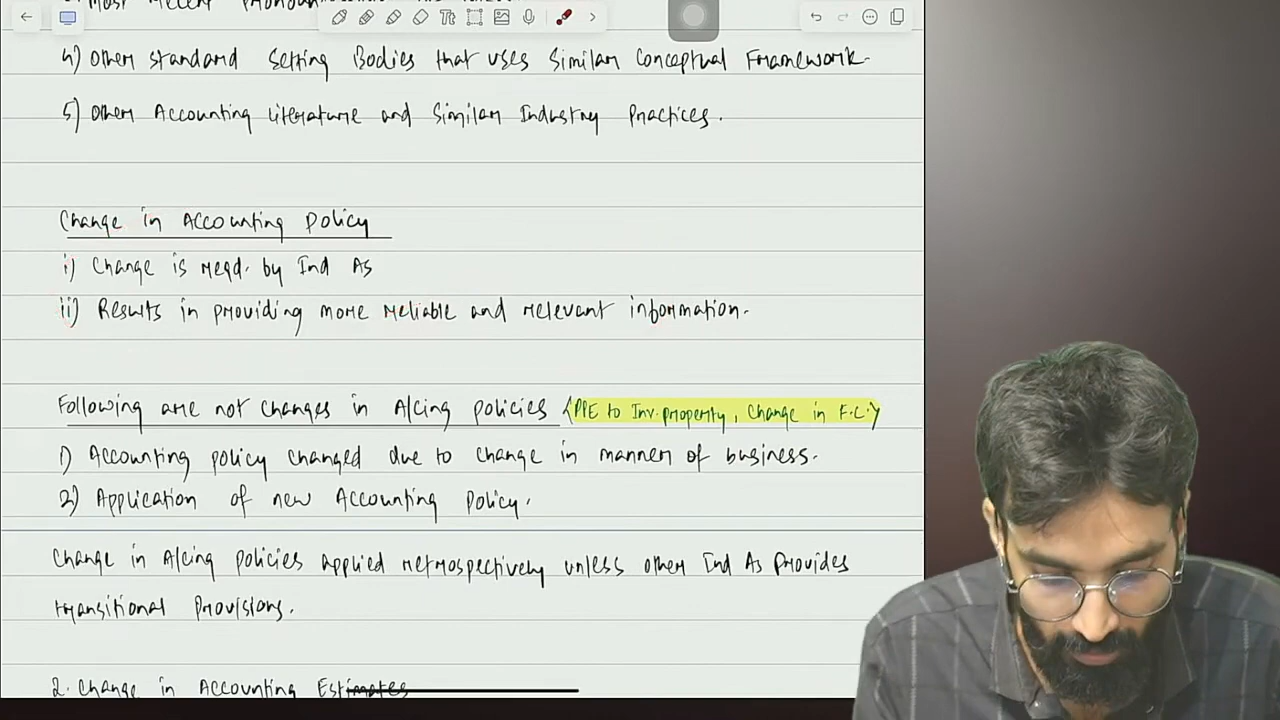 4) Other Standard Setting Bodies that uses Similar Conceptual Framework.
5) Other Accounting Literature and Similar Industry Practices.
Change in Accounting Policy
i) Change is reqd. by Ind As
ii) Results in providing more reliable and relevant information.
Following are not changes in A/cing policies (PPE to Inv. property, Change in F.C.)
1) Accounting policy changed due to change in manner of business.
2) Application of new Accounting Policy.
Change in A/cing policies applied retrospectively unless other Ind As Provides
transitional Provisions.
2. Change in Accounting Estimates